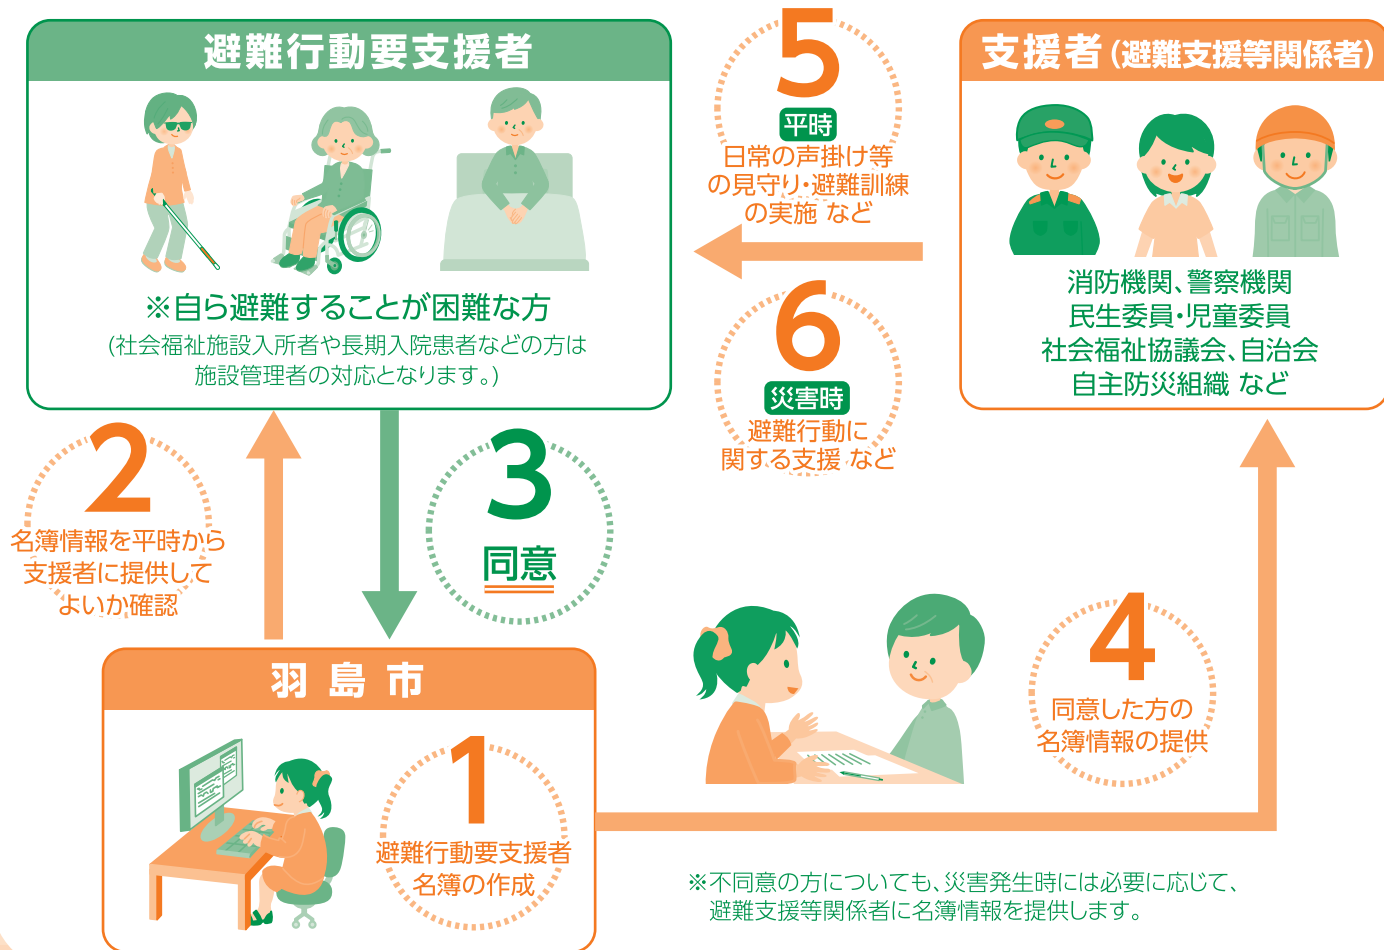 避難行動要支援者
※自ら避難することが困難な方
(社会福祉施設入所者や長期入院患者などの方は
施設管理者の対応となります。)
5
平時
日常の声掛け等
の見守り・避難訓練
の実施 など
6
災害時
避難行動に
関する支援 など
支援者(避難支援等関係者)
消防機関、警察機関
民生委員・児童委員
社会福祉協議会、自治会
自主防災組織 など
2
名簿情報を平時から
支援者に提供して
よいか確認
3
同意
羽島市
1
避難行動要支援者
名簿の作成
4
同意した方の
名簿情報の提供
※不同意の方についても、災害発生時には必要に応じて、
避難支援等関係者に名簿情報を提供します。